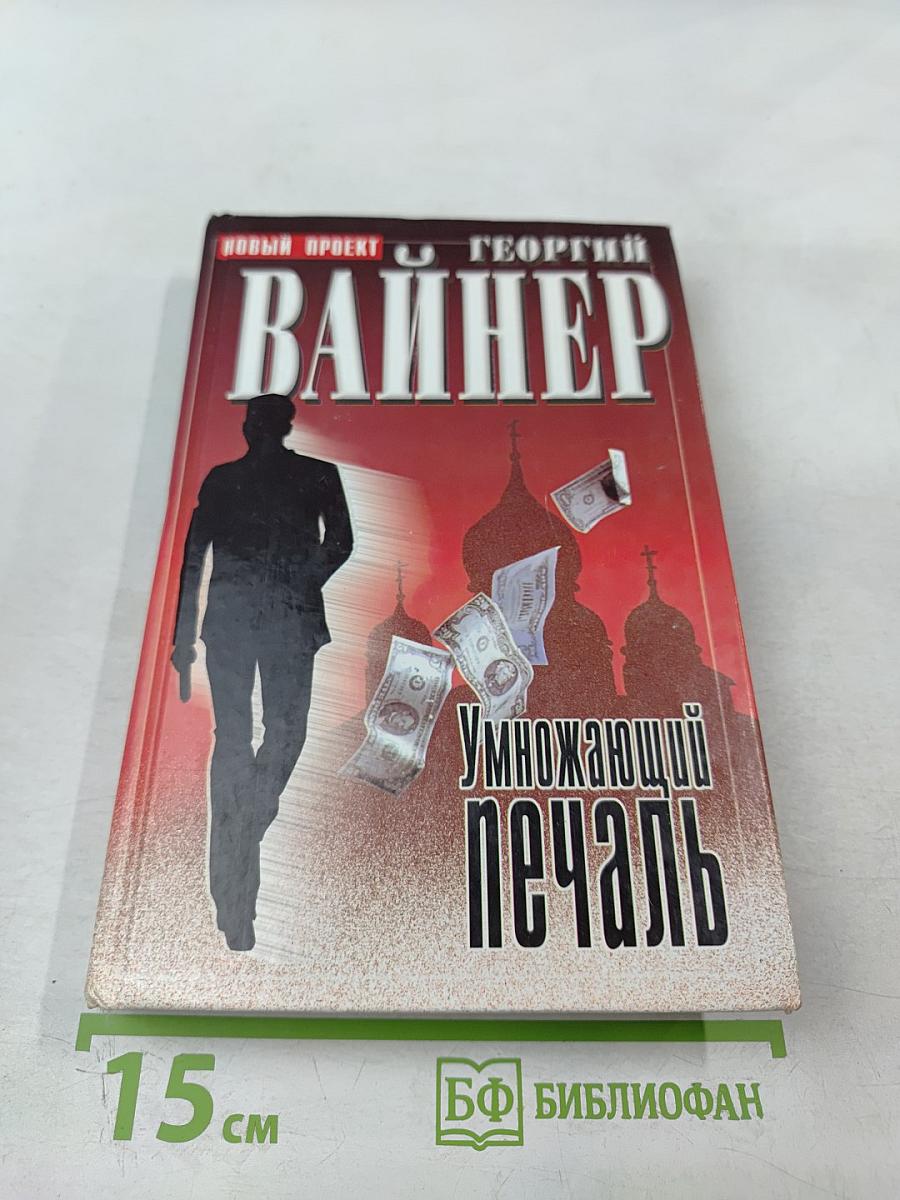 НОВЫЙ ПРОЕКТ
ГЕОРГИЙ
ВАЙНЕР
Умножающий
печаль
15 см
БФ БИБЛИОФАН